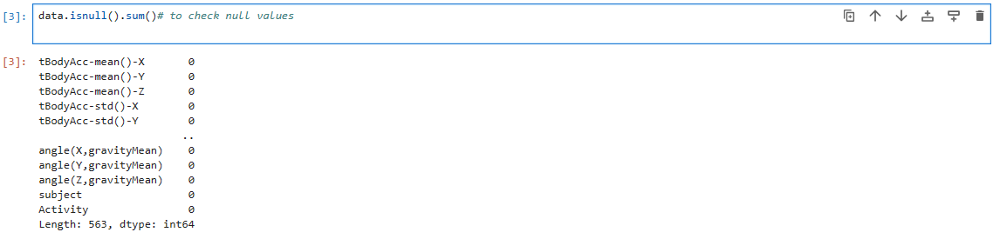 [3]: data.isnull().sum()# to check null values
[3]: tBodyAcc-mean()-X 0
tBodyAcc-mean()-Y 0
tBodyAcc-mean()-Z 0
tBodyAcc-std()-X 0
tBodyAcc-std()-Y 0
..
angle(X,gravityMean) 0
angle(Y,gravityMean) 0
angle(Z,gravityMean) 0
subject 0
Activity 0
Length: 563, dtype: int64